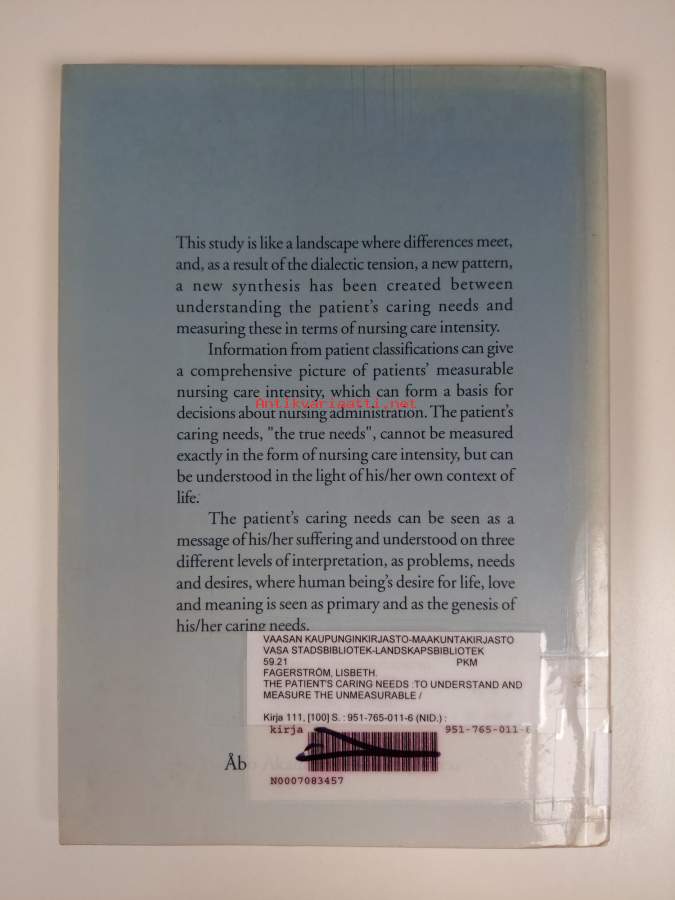 This study is like a landscape where differences meet,
and, as a result of the dialectic tension, a new pattern,
a new synthesis has been created between
understanding the patient's caring needs and
measuring these in terms of nursing care intensity.
Information from patient classifications can give
a comprehensive picture of patients' measurable
nursing care intensity, which can form a basis for
Antikvariaatti.net
decisions about nursing administration. The patient's
caring needs, "the true needs", cannot be measured
exactly in the form of nursing care intensity, but can
be understood in the light of his/her own context of
life.
The patient's caring needs can be seen as a
message of his/her suffering and understood on three
different levels of interpretation, as problems, needs
and desires, where human being's desire for life, love
and meaning is seen as primary and as the genesis of
his/her caring needs.
VAASAN KAUPUNGINKIRJASTO-MAAKUNTAKIRJASTO
VASA STADSBIBLIOTEK-LANDSKAPSBIBLIOTEK
59.21 PKM
FAGERSTRÖM, LISBETH.
THE PATIENT'S CARING NEEDS :TO UNDERSTAND AND
MEASURE THE UNMEASURABLE /
Kirja 111, [100] S. : 951-765-011-6 (NID.) :
kirja 951-765-011-6
Åb
N0007083457